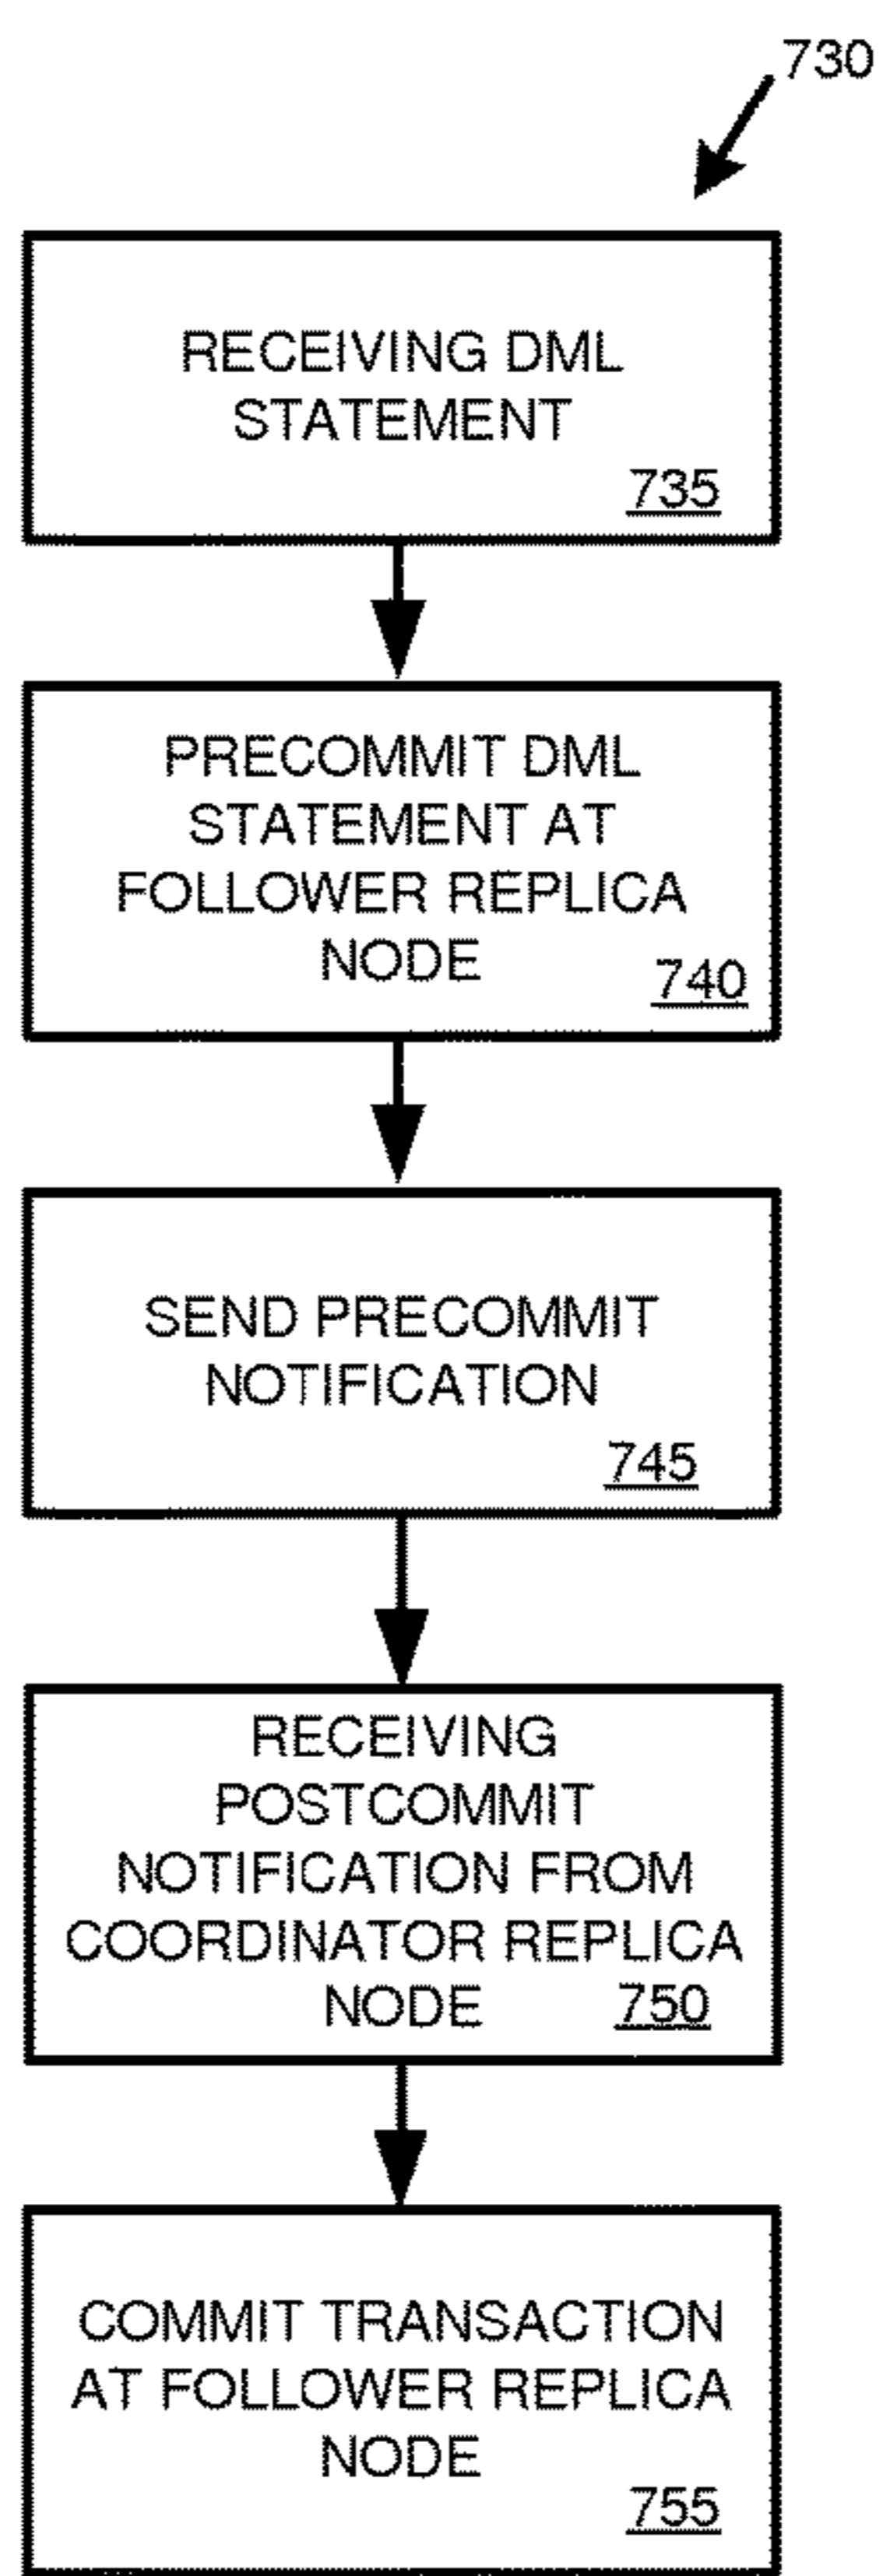 730
RECEIVING DML
STATEMENT
735
PRECOMMIT DML
STATEMENT AT
FOLLOWER REPLICA
NODE 740
SEND PRECOMMIT
NOTIFICATION
745
RECEIVING
POSTCOMMIT
NOTIFICATION FROM
COORDINATOR REPLICA
NODE 750
COMMIT TRANSACTION
AT FOLLOWER REPLICA
NODE
755